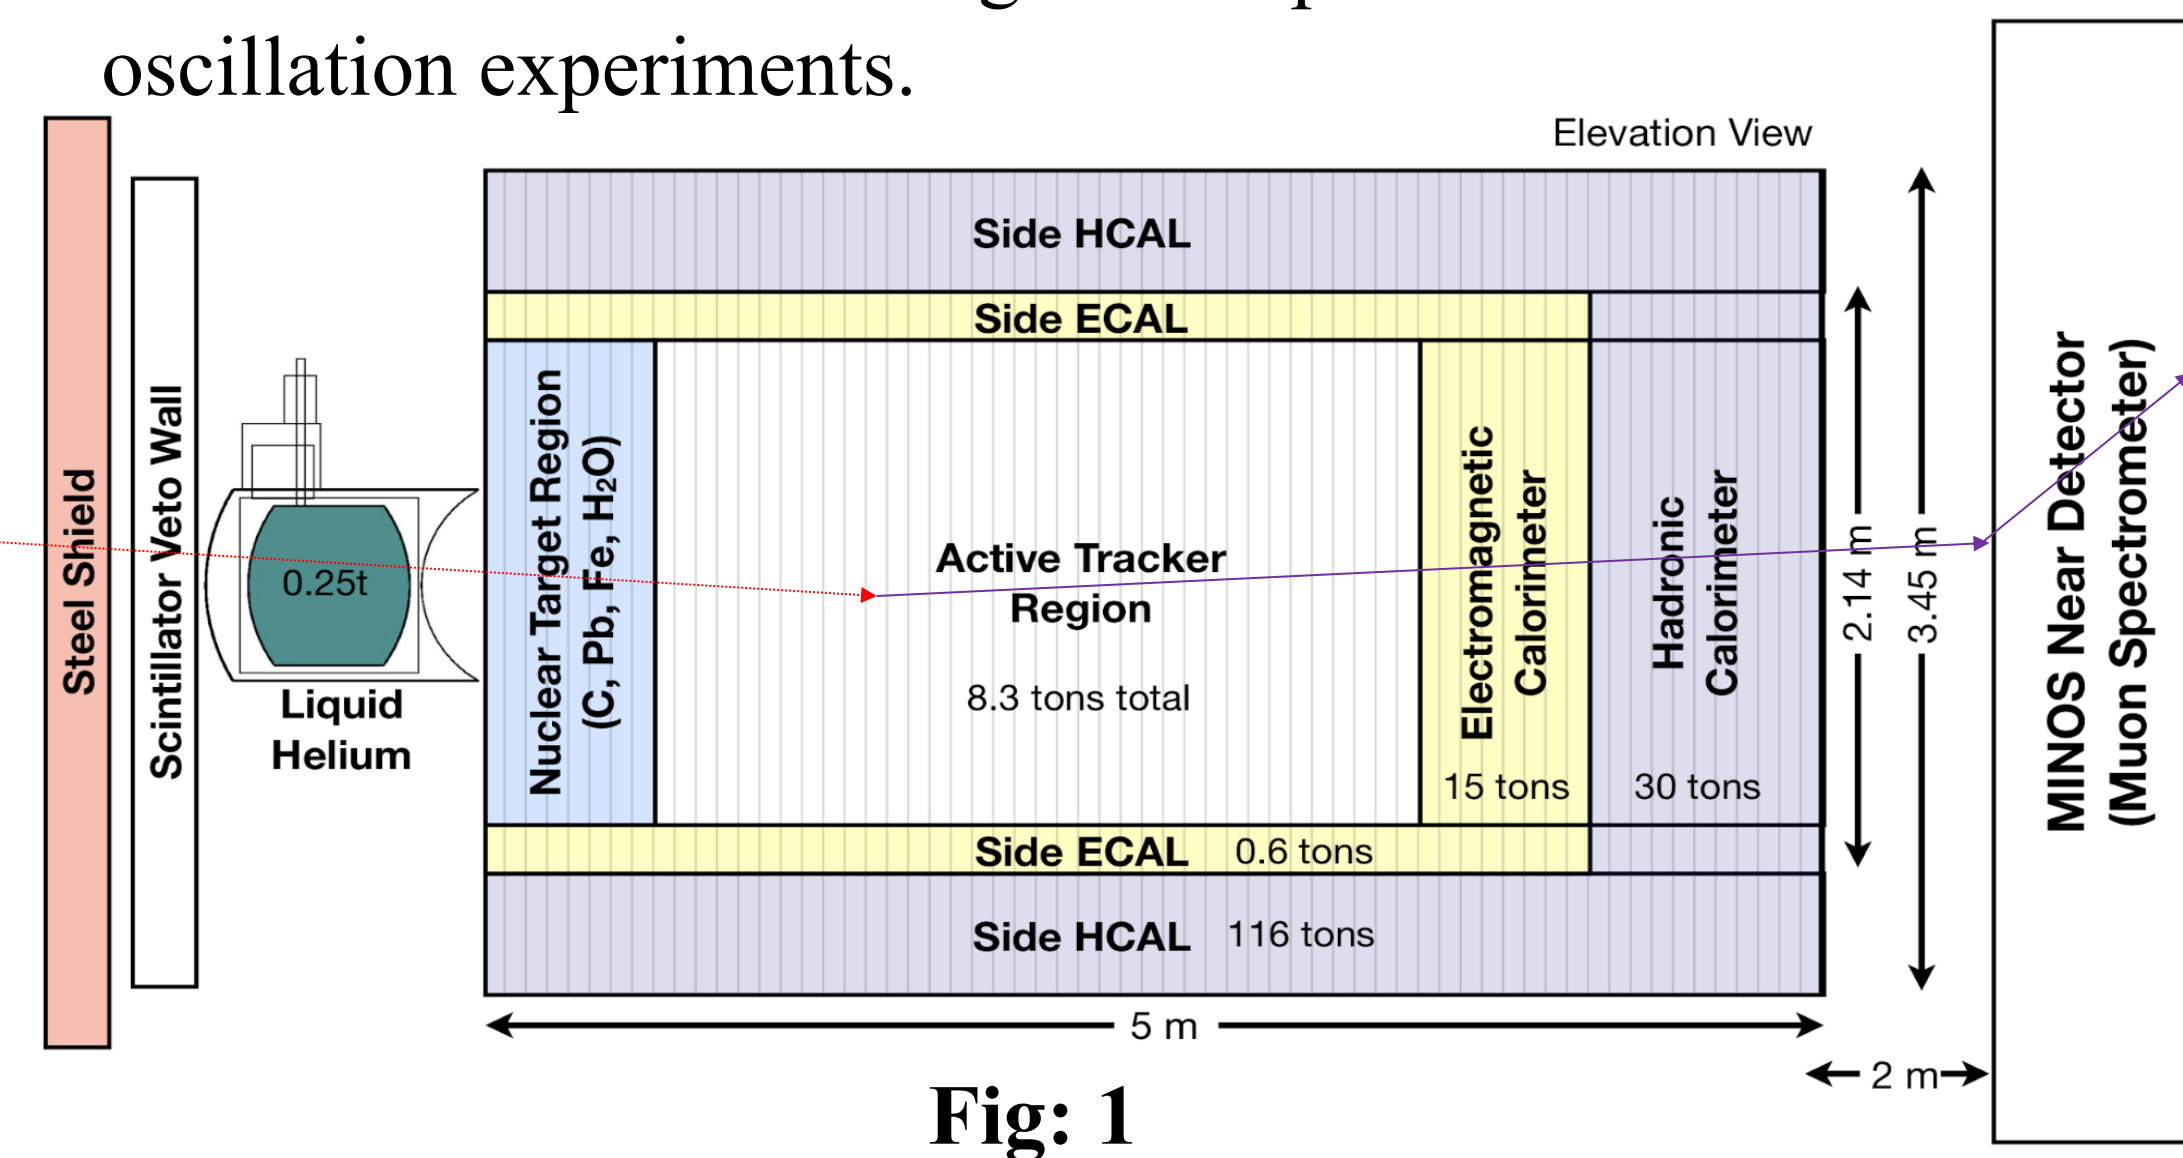 oscillation experiments.
Elevation View
Steel Shield
Scintillator Veto Wall
0.25t
Liquid
Helium
Side HCAL
Side ECAL
Nuclear Target Region
(C, Pb, Fe, H₂O)
Active Tracker
Region
8.3 tons total
Electromagnetic
Calorimeter
15 tons
Hadronic
Calorimeter
30 tons
Side ECAL 0.6 tons
Side HCAL 116 tons
5 m
2.14 m
3.45 m
2 m
MINOS Near Detector
(Muon Spectrometer)
Fig: 1